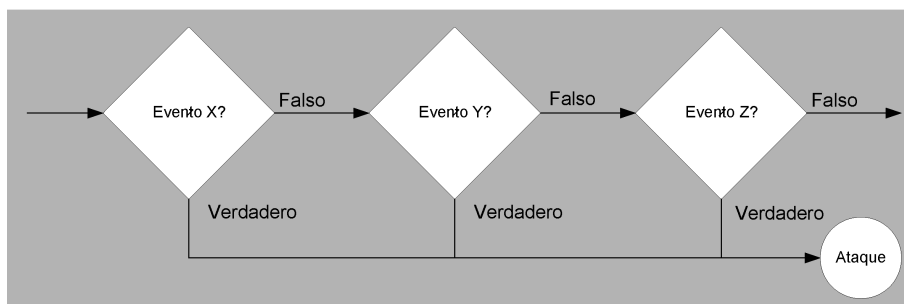 Evento X?
Falso
Evento Y?
Falso
Evento Z?
Falso
Verdadero
Verdadero
Verdadero
Ataque